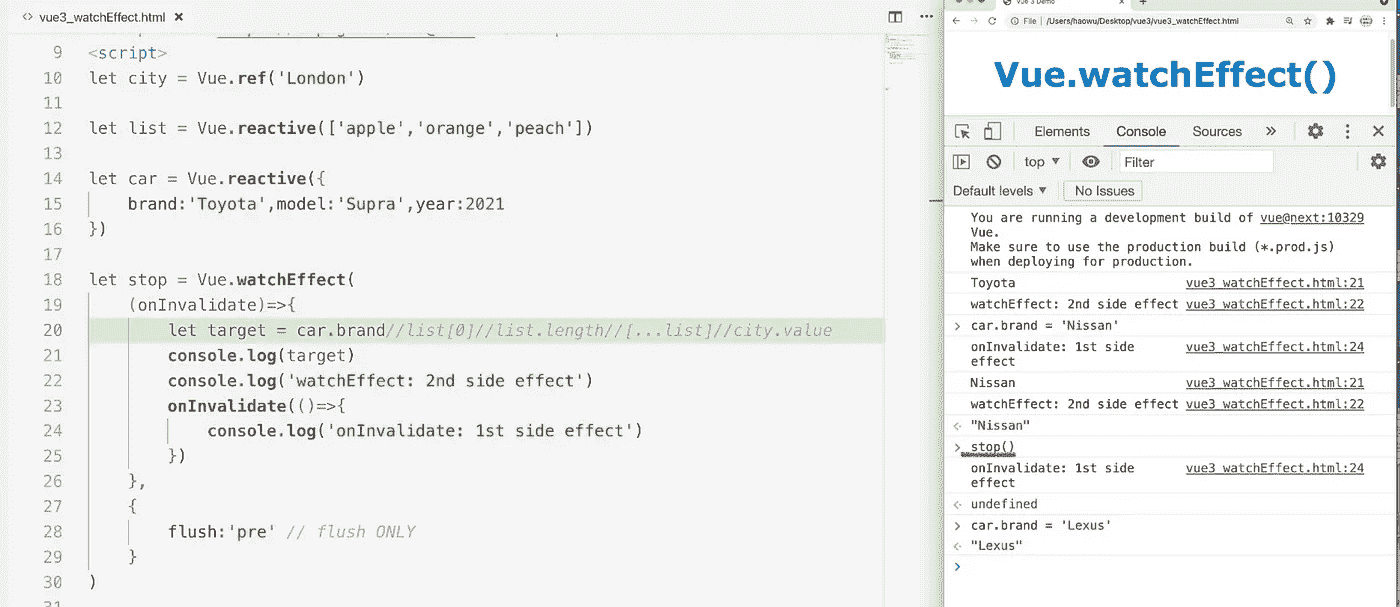 vue3_watchEffect.html
9 <script>
10 let city = Vue.ref('London')
11
12 let list = Vue.reactive(['apple','orange','peach'])
13
14 let car = Vue.reactive({
15 brand:'Toyota',model:'Supra',year:2021
16 })
17
18 let stop = Vue.watchEffect(
19 (onInvalidate)=>{
20 let target = car.brand//list[0]//list.length//[...list]//city.value
21 console.log(target)
22 console.log('watchEffect: 2nd side effect')
23 onInvalidate(()=>{
24 console.log('onInvalidate: 1st side effect')
25 })
26 },
27 {
28 flush:'pre' // flush ONLY
29 }
30 )
31
Vue 3 Demo
File | /Users/haowu/Desktop/vue3/vue3_watchEffect.html
Vue.watchEffect()
Elements Console Sources »
top ▼ Filter
Default levels ▼ No Issues
You are running a development build of vue@next:10329
Vue.
Make sure to use the production build (*.prod.js)
when deploying for production.
Toyota vue3_watchEffect.html:21
watchEffect: 2nd side effect vue3_watchEffect.html:22
> car.brand = 'Nissan'
onInvalidate: 1st side vue3_watchEffect.html:24
effect
Nissan vue3_watchEffect.html:21
watchEffect: 2nd side effect vue3_watchEffect.html:22
"Nissan"
> stop()
onInvalidate: 1st side vue3_watchEffect.html:24
effect
undefined
> car.brand = 'Lexus'
"Lexus"
>